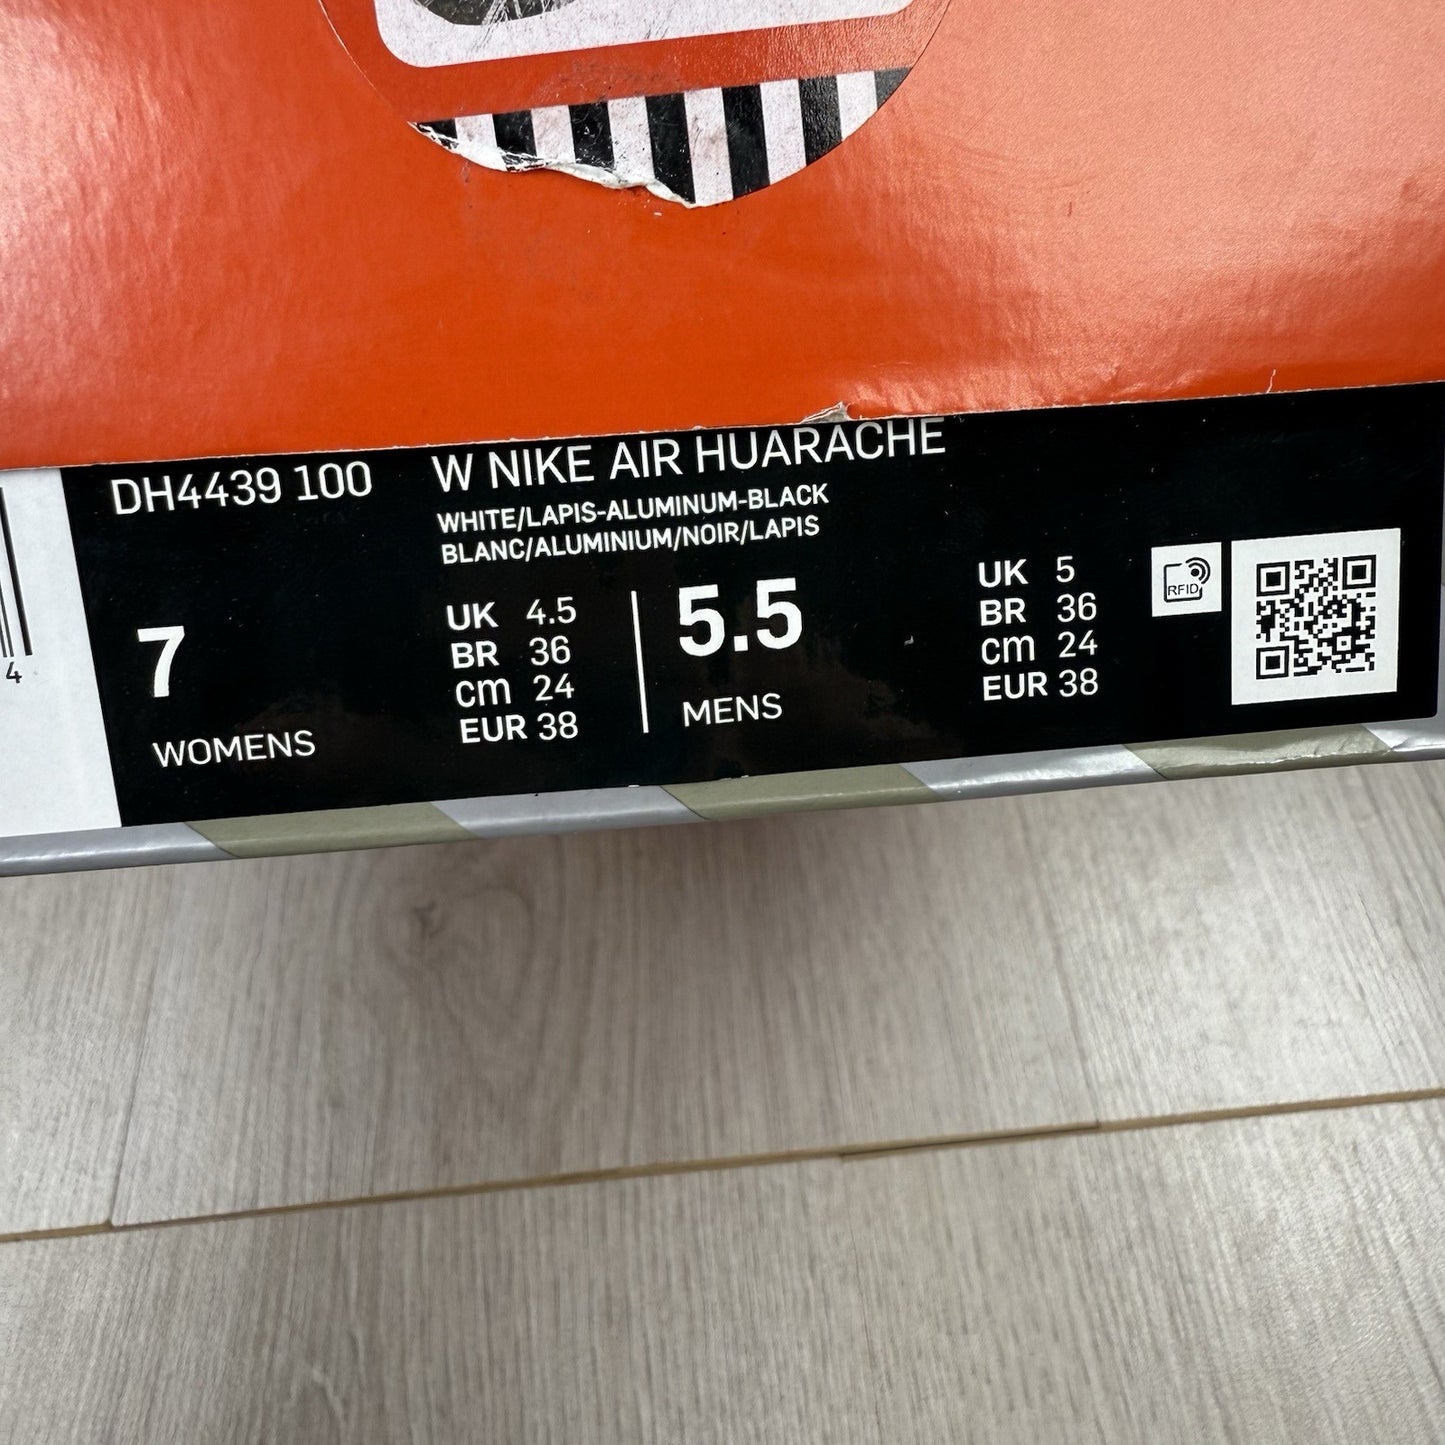 DH4439 100
W NIKE AIR HUARACHE
WHITE/LAPIS-ALUMINUM-BLACK
BLANC/ALUMINIUM/NOIR/LAPIS
7
WOMENS
UK 4.5
BR 36
cm 24
EUR 38
5.5
MENS
UK 5
BR 36
cm 24
EUR 38
RFID
4